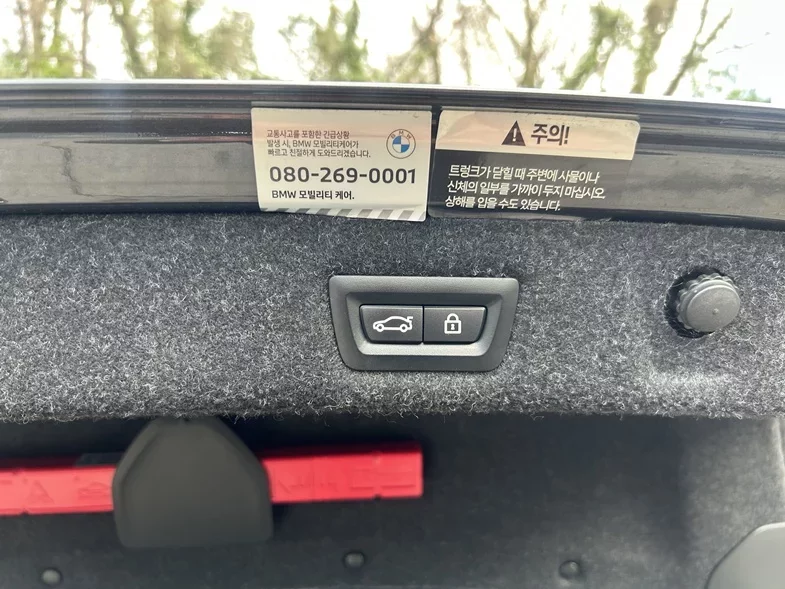 교통사고를 포함한 긴급상황
발생 시, BMW 모빌리티케어가
빠르고 친절하게 도와드리겠습니다.
BMW
080-269-0001
BMW 모빌리티 케어.
주의!
트렁크가 닫힐 때 주변에 사물이나
신체의 일부를 가까이 두지 마십시오.
상해를 입을 수도 있습니다.